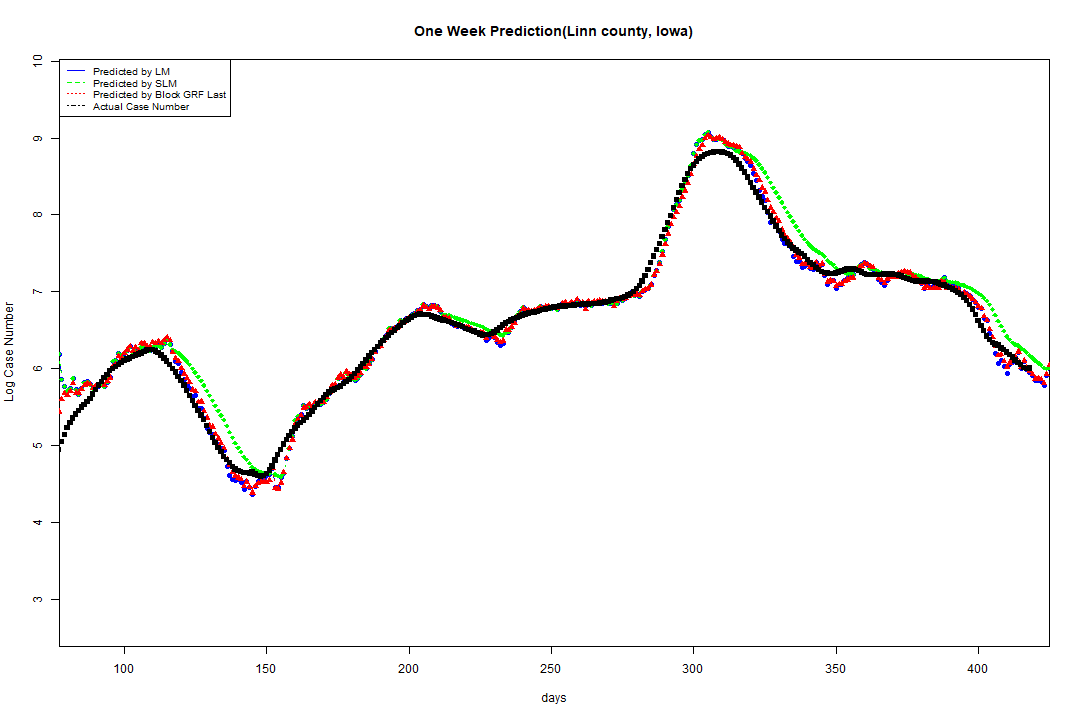 One Week Prediction(Linn county, Iowa)
Predicted by LM
Predicted by SLM
Predicted by Block GRF Last
Actual Case Number
10
9
8
7
6
5
4
3
Log Case Number
100 150 200 250 300 350 400
days